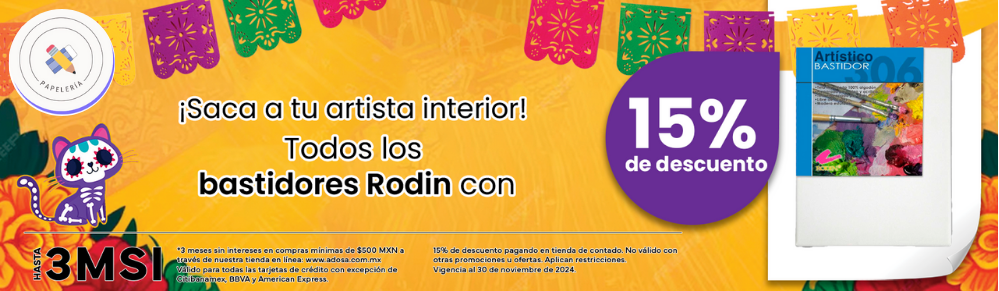 PAPELERÍA
¡Saca a tu artista interior!
Todos los
bastidores Rodin con
15%
de descuento
Artístico
BASTIDOR
306
HASTA
3MSI
*3 meses sin intereses en compras mínimas de $500 MXN a
través de nuestra tienda en línea: www.adosa.com.mx
Válido para todas las tarjetas de crédito con excepción de
Citibanamex, BBVA y American Express.
15% de descuento pagando en tienda de contado. No válido con
otras promociones u ofertas. Aplican restricciones.
Vigencia al 30 de noviembre de 2024